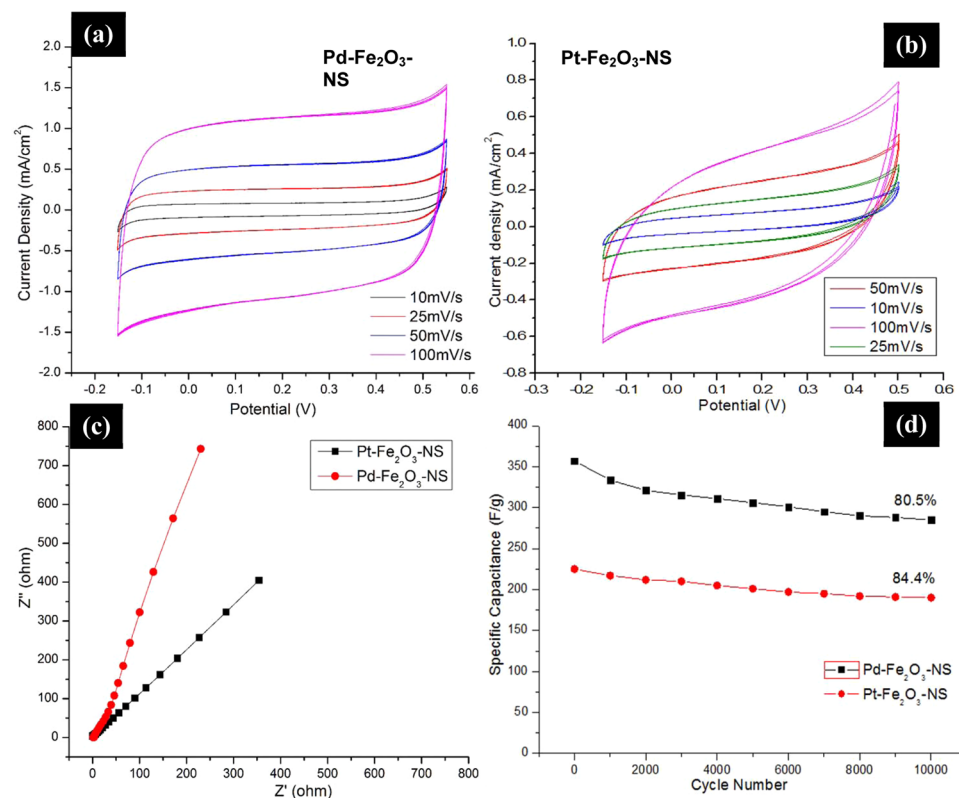 (a)
Pd-Fe₂O₃-
NS
Current Density (mA/cm²)
2.0
1.5
1.0
0.5
0.0
-0.5
-1.0
-1.5
-2.0
10mV/s
25mV/s
50mV/s
100mV/s
-0.2 -0.1 0.0 0.1 0.2 0.3 0.4 0.5 0.6
Potential (V)
(b)
Pt-Fe₂O₃-NS
Current density (mA/cm²)
1.0
0.8
0.6
0.4
0.2
0.0
-0.2
-0.4
-0.6
-0.8
50mV/s
10mV/s
100mV/s
25mV/s
-0.3 -0.2 -0.1 0.0 0.1 0.2 0.3 0.4 0.5 0.6
Potential (V)
(c)
Pt-Fe₂O₃-NS
Pd-Fe₂O₃-NS
Z'' (ohm)
800
700
600
500
400
300
200
100
0
0 100 200 300 400 500 600 700 800
Z' (ohm)
(d)
Specific Capacitance (F/g)
400
350
300
250
200
150
100
50
0
80.5%
84.4%
Pd-Fe₂O₃-NS
Pt-Fe₂O₃-NS
0 2000 4000 6000 8000 10000
Cycle Number